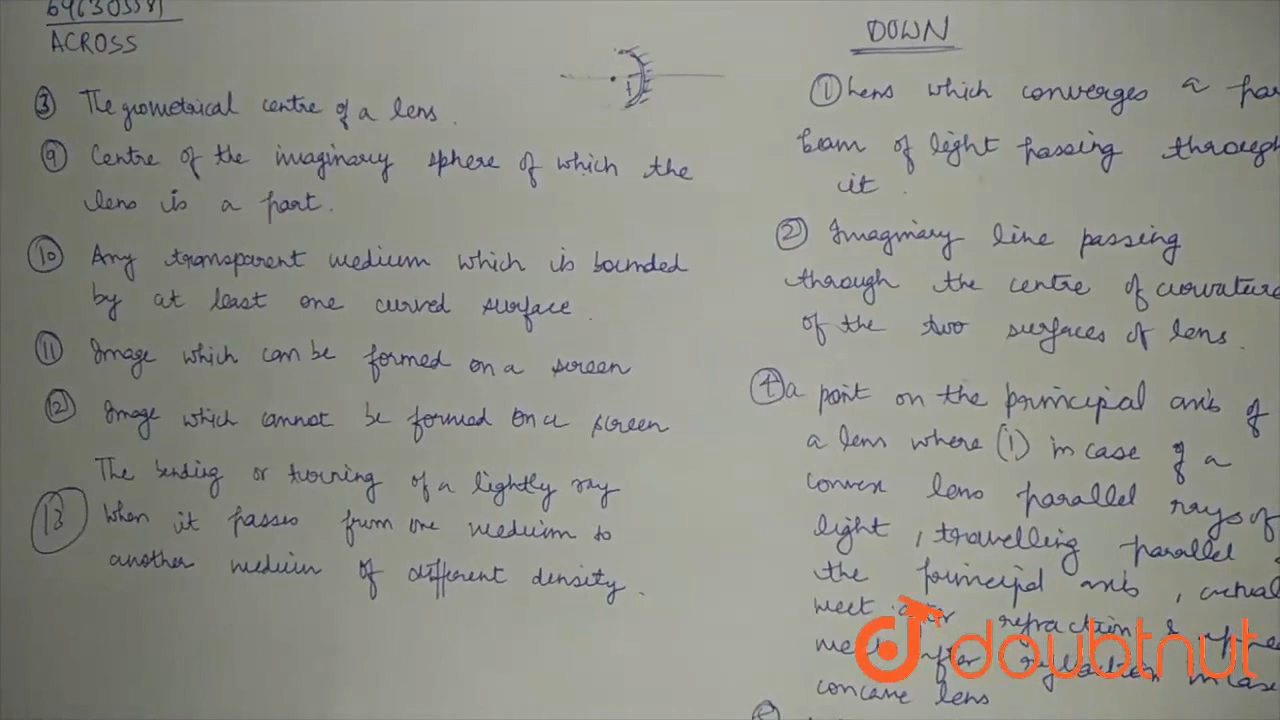 ACROSS
③ The geometrical centre of a lens.
⑨ Centre of the imaginary sphere of which the
lens is a part.
⑩ Any transparent medium which is bounded
by at least one curved surface.
⑪ Image which can be formed on a screen
⑫ Image which cannot be formed on a screen
The bending or turning of a lightly ray
⑬ when it passes from one medium to
another medium of different density.
DOWN
① Lens which converges a par
beam of light passing through
it.
② Imaginary line passing
through the centre of curvature
of the two surfaces of lens.
④ a point on the principal axis of
a lens where (1) in case of a
convex lens parallel rays of
light, travelling parallel
the principal axis, actual
meet after refraction &
meet after in case
concave lens
doubtnut